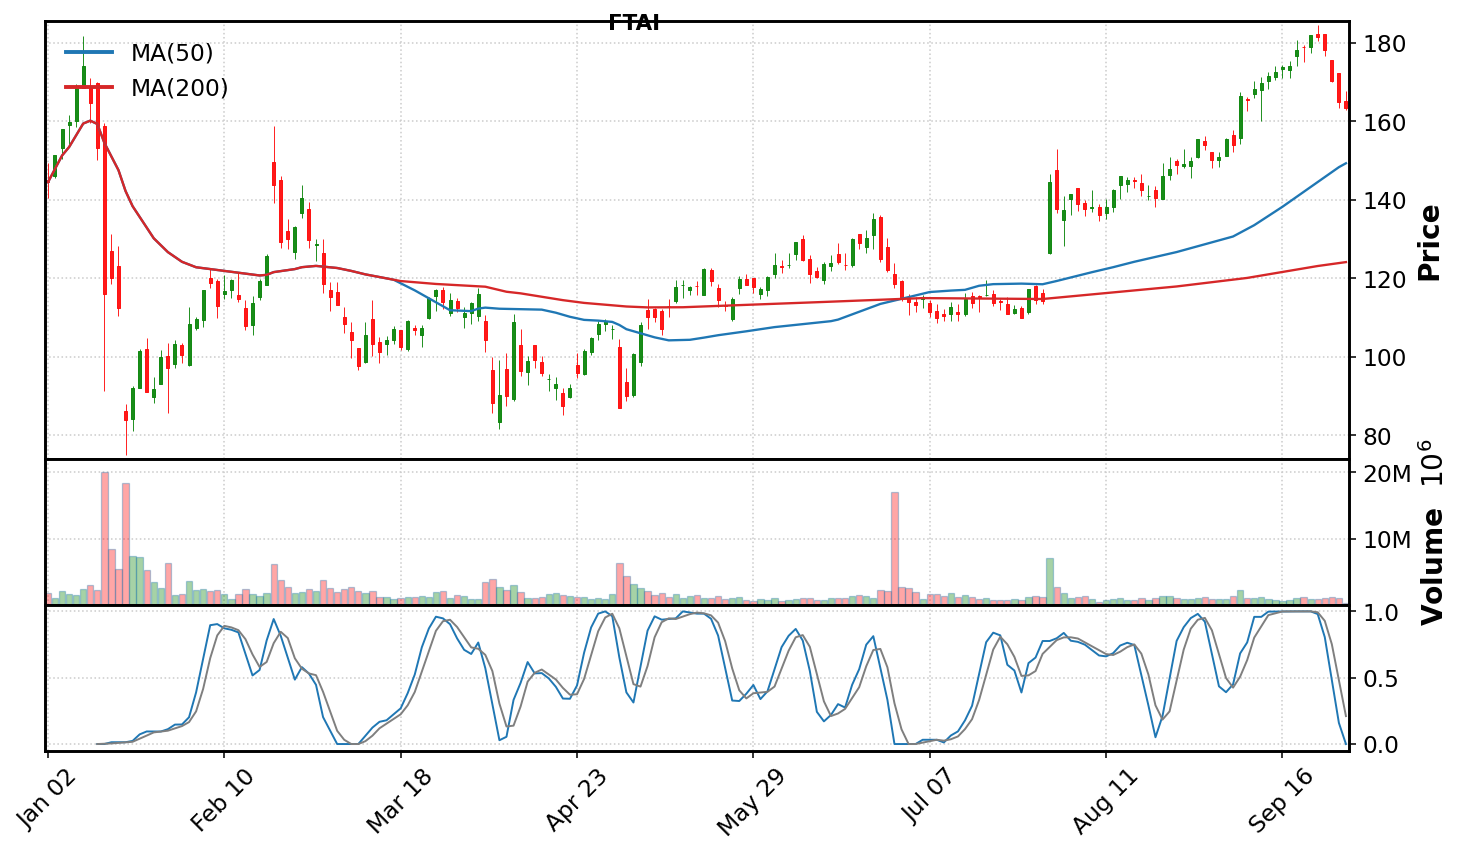 FTAI
MA(50)
MA(200)
180
160
140
120
100
80
Price
20M
10M
Volume 10^6
1.0
0.5
0.0
Jan 02
Feb 10
Mar 18
Apr 23
May 29
Jul 07
Aug 11
Sep 16